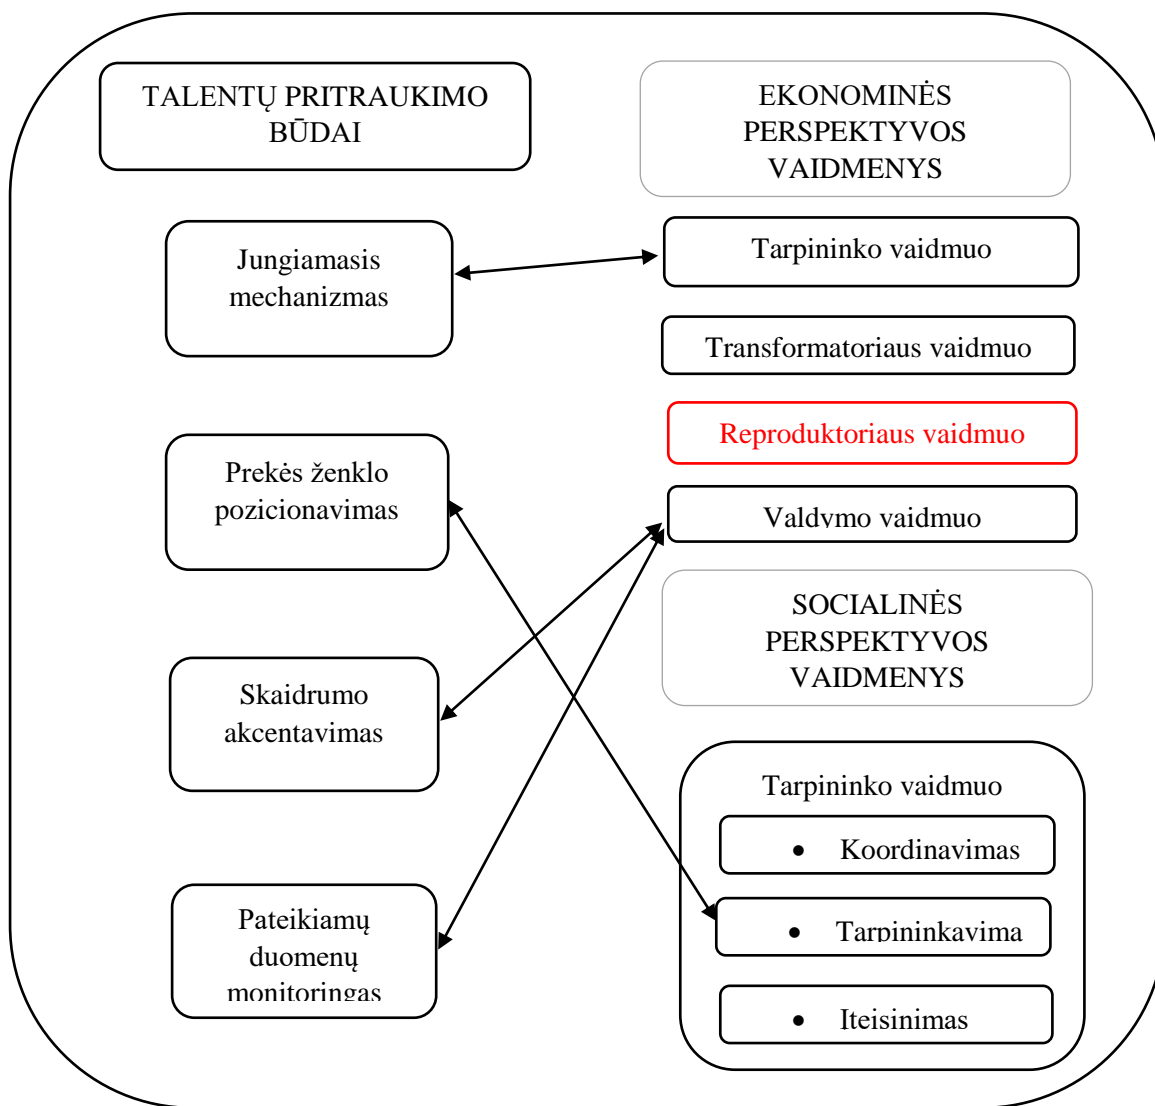 TALENTŲ PRITRAUKIMO
BŪDAI
Jungiamasis
mechanizmas
Prekės ženklo
pozicionavimas
Skaidrumo
akcentavimas
Pateikiamų
duomenų
monitoringas
EKONOMINĖS
PERSPEKTYVOS
VAIDMENYS
Tarpininko vaidmuo
Transformatoriaus vaidmuo
Reproduktoriaus vaidmuo
Valdymo vaidmuo
SOCIALINĖS
PERSPEKTYVOS
VAIDMENYS
Tarpininko vaidmuo
• Koordinavimas
• Tarpininkavima
• Iteisinimas